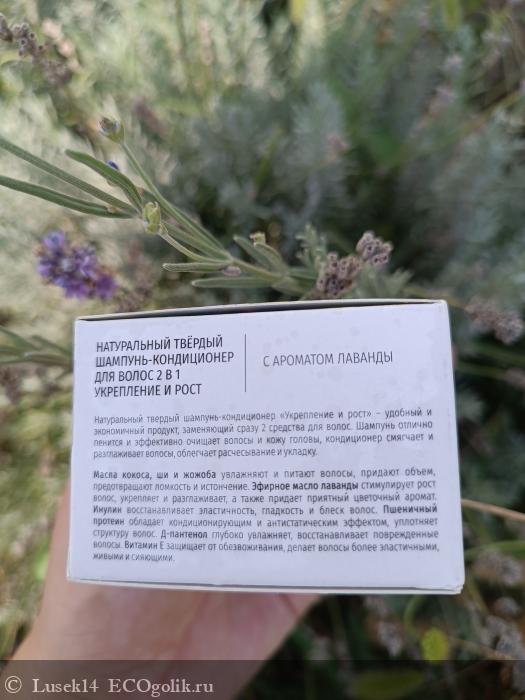 НАТУРАЛЬНЫЙ ТВЁРДЫЙ
ШАМПУНЬ-КОНДИЦИОНЕР
ДЛЯ ВОЛОС 2 В 1
УКРЕПЛЕНИЕ И РОСТ
С АРОМАТОМ ЛАВАНДЫ
Натуральный твердый шампунь-кондиционер «Укрепление и рост» – удобный и
экономичный продукт, заменяющий сразу 2 средства для волос. Шампунь отлично
пенится и эффективно очищает волосы и кожу головы, кондиционер смягчает и
разглаживает волосы, облегчает расчесывание и укладку.
Масла кокоса, ши и жожоба увлажняют и питают волосы, придают объем,
предотвращают ломкость и истончение. Эфирное масло лаванды стимулирует рост
волос, укрепляет и разглаживает, а также придает приятный цветочный аромат.
Инулин восстанавливает эластичность, гладкость и блеск волос. Пшеничный
протеин обладает кондиционирующим и антистатическим эффектом, уплотняет
структуру волос. Д-пантенол глубоко увлажняет, восстанавливает поврежденные
волосы. Витамин Е защищает от обезвоживания, делает волосы более эластичными,
живыми и сияющими.
© Lusek14 ECOgolik.ru